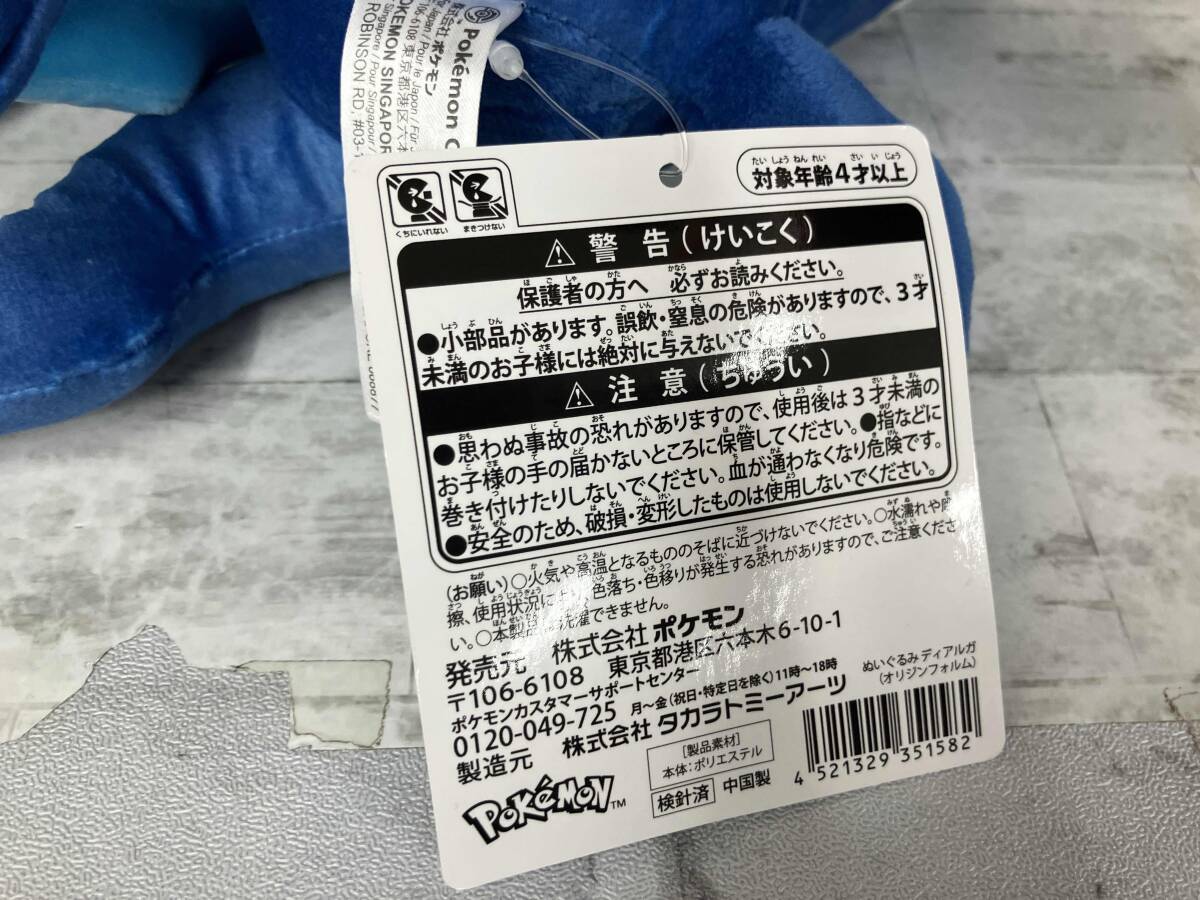 Pokémon
株式会社ポケモン
Japan / Pour le Japon / Für
106-6108 東京都港区六本
POKEMON SINGAPOR
Singapore / Pour Singapour /
ROBINSON RD, #03-
対象年齢4才以上
くちにいれない
まきつけない
警告(けいこく)
保護者の方へ 必ずお読みください。
●小部品があります。誤飲・窒息の危険がありますので、3才
未満のお子様には絶対に与えないでください。
注意(ちゅうい)
●思わぬ事故の恐れがありますので、使用後は3才未満の
お子様の手の届かないところに保管してください。●指などに
巻き付けたりしないでください。血が通わなくなり危険です。
●安全のため、破損・変形したものは使用しないでください。
(お願い)○火気や高温となるもののそばに近づけないでください。○水濡れや
擦、使用状況に 色落ち・色移りが発生する恐れがありますので、ご注意くださ
い。○本製 洗濯できません。
発売元 株式会社ポケモン
〒106-6108 東京都港区六本木6-10-1
ポケモンカスタマーサポートセンター
0120-049-725 月〜金(祝日・特定日を除く)11時〜18時
製造元 株式会社タカラトミーアーツ
ぬいぐるみ ディアルガ
(オリジンフォルム)
[製品素材]
本体:ポリエステル
検針済 中国製
4 521329 351582
POKéMON™